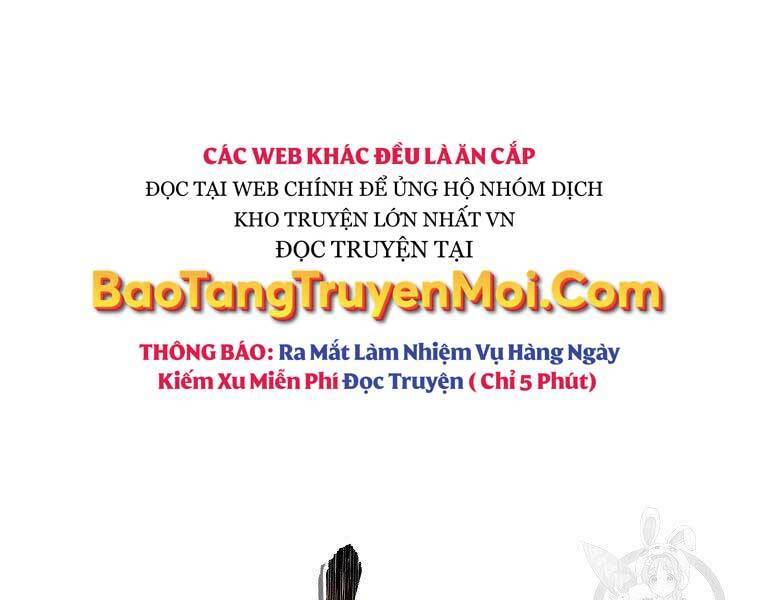 CÁC WEB KHÁC ĐỀU LÀ ĂN CẮP
ĐỌC TẠI WEB CHÍNH ĐỂ ỦNG HỘ NHÓM DỊCH
KHO TRUYỆN LỚN NHẤT VN
ĐỌC TRUYỆN TẠI
BaoTangTruyenMoi.Com
THÔNG BÁO: Ra Mắt Làm Nhiệm Vụ Hàng Ngày
Kiếm Xu Miễn Phí Đọc Truyện ( Chỉ 5 Phút)